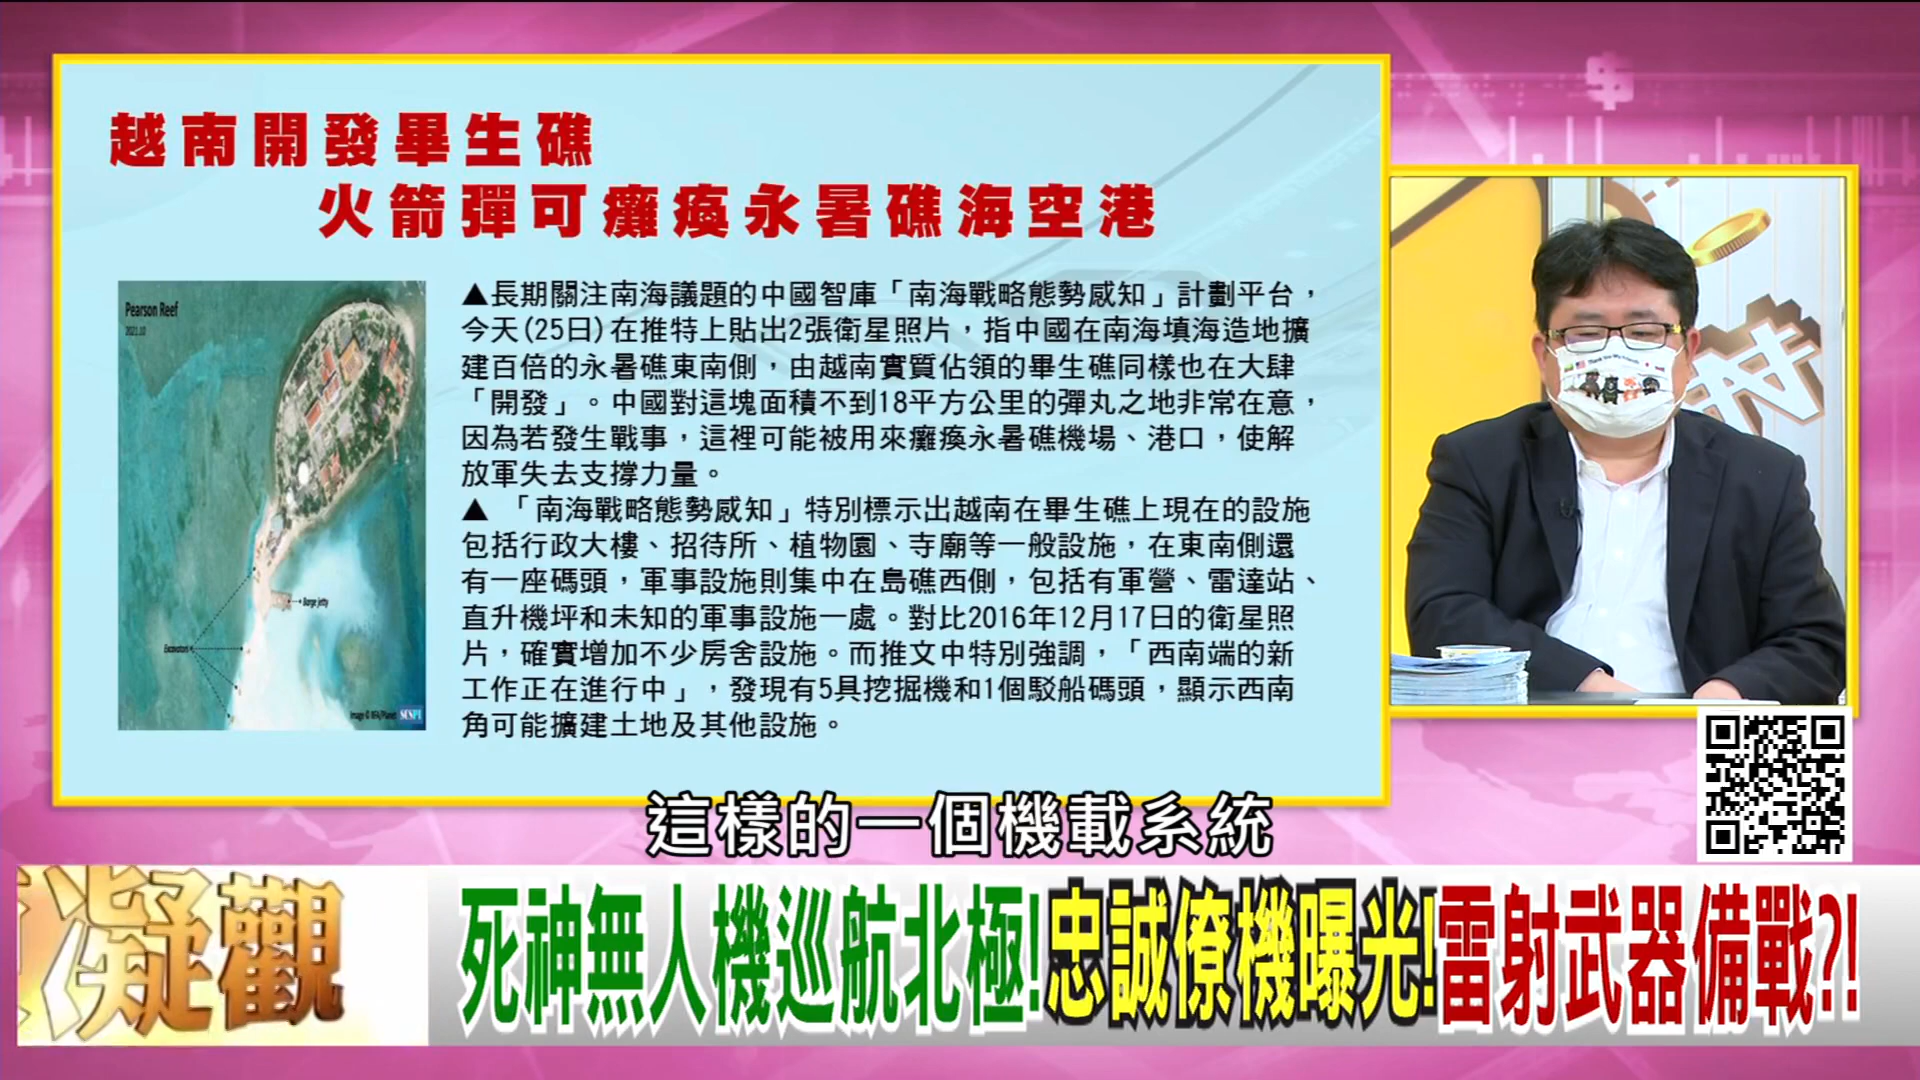 越南開發畢生礁
火箭彈可癱瘓永暑礁海空港
Pearson Reef
2021.10
Barge jetty
Excavators
Image © RFA/Planet SCSPI
▲長期關注南海議題的中國智庫「南海戰略態勢感知」計劃平台，
今天(25日)在推特上貼出2張衛星照片，指中國在南海填海造地擴
建百倍的永暑礁東南側，由越南實質佔領的畢生礁同樣也在大肆
「開發」。中國對這塊面積不到18平方公里的彈丸之地非常在意，
因為若發生戰事，這裡可能被用來癱瘓永暑礁機場、港口，使解
放軍失去支撐力量。
▲ 「南海戰略態勢感知」特別標示出越南在畢生礁上現在的設施
包括行政大樓、招待所、植物園、寺廟等一般設施，在東南側還
有一座碼頭，軍事設施則集中在島礁西側，包括有軍營、雷達站、
直升機坪和未知的軍事設施一處。對比2016年12月17日的衛星照
片，確實增加不少房舍設施。而推文中特別強調，「西南端的新
工作正在進行中」，發現有5具挖掘機和1個駁船碼頭，顯示西南
角可能擴建土地及其他設施。
這樣的一個機載系統
凝觀
死神無人機巡航北極!忠誠僚機曝光!雷射武器備戰?!